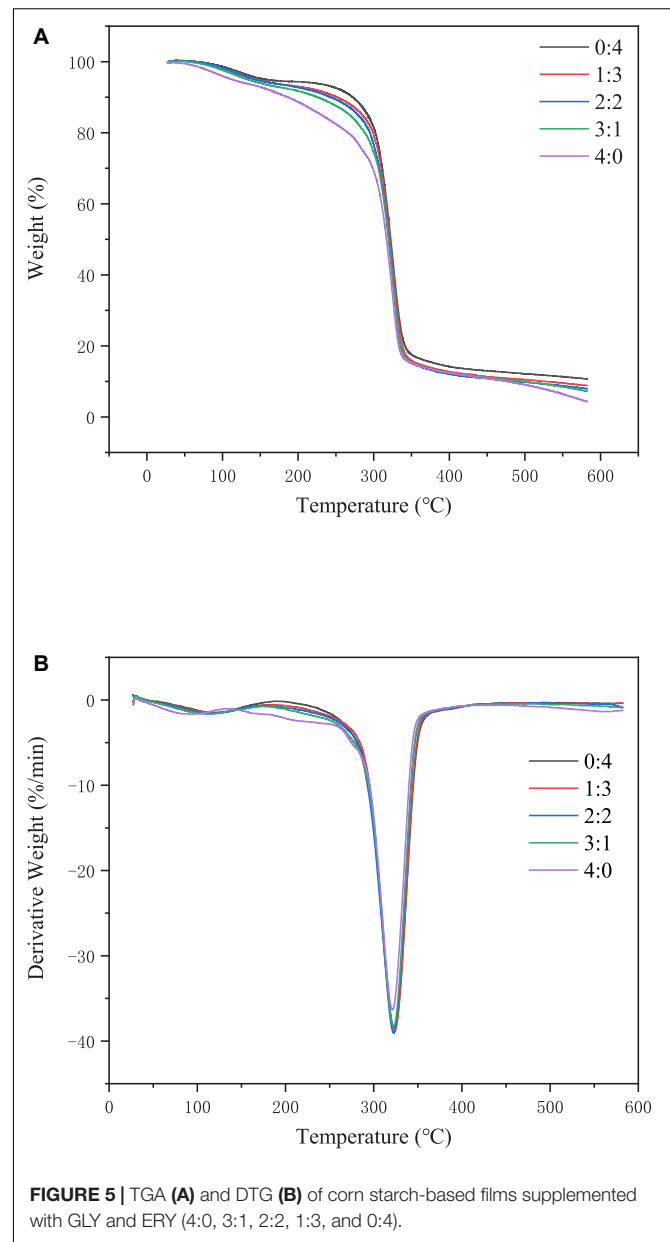 A
100
80
60
40
20
0
Weight (%)
0:4
1:3
2:2
3:1
4:0
0 100 200 300 400 500 600
Temperature (℃)
B
0
-10
-20
-30
-40
Derivative Weight (%/min)
0:4
1:3
2:2
3:1
4:0
0 100 200 300 400 500 600
Temperature (℃)
FIGURE 5 | TGA (A) and DTG (B) of corn starch-based films supplemented
with GLY and ERY (4:0, 3:1, 2:2, 1:3, and 0:4).